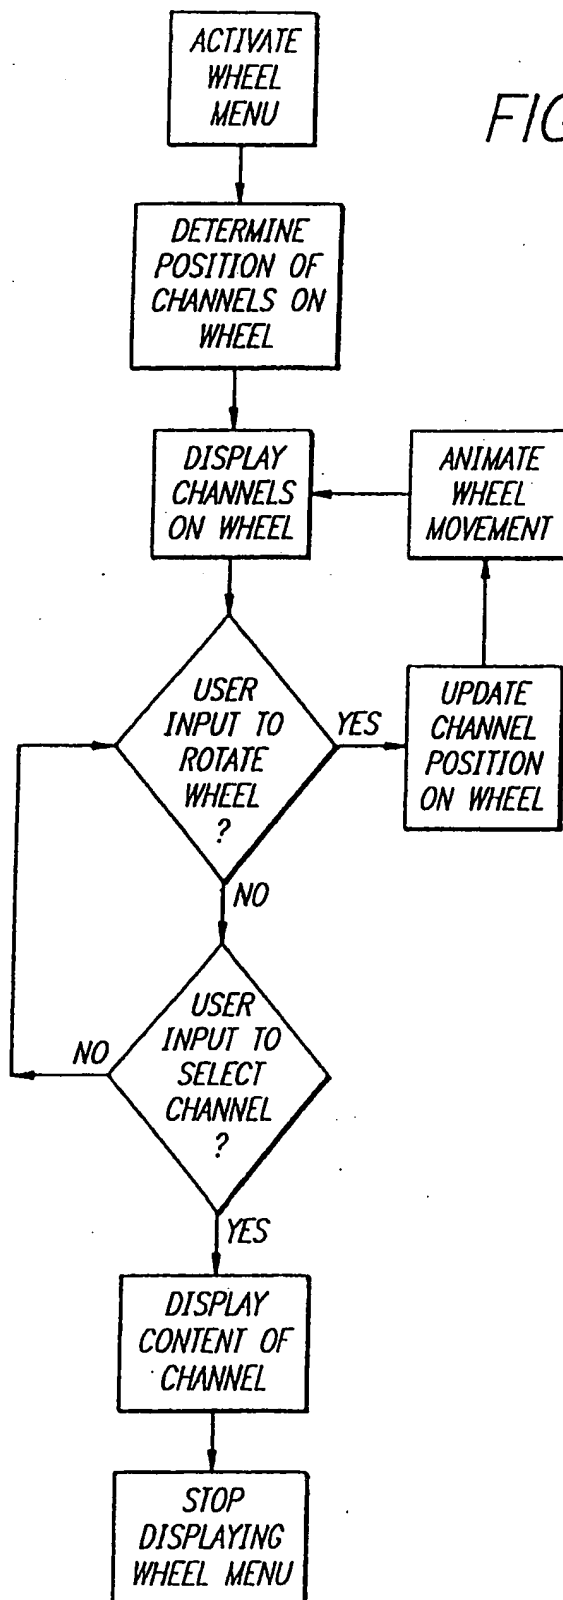 ACTIVATE
WHEEL
MENU
FIG
DETERMINE
POSITION OF
CHANNELS ON
WHEEL
DISPLAY
CHANNELS
ON WHEEL
ANIMATE
WHEEL
MOVEMENT
USER
INPUT TO
ROTATE
WHEEL
?
YES
UPDATE
CHANNEL
POSITION
ON WHEEL
NO
USER
INPUT TO
SELECT
CHANNEL
?
NO
YES
DISPLAY
CONTENT OF
CHANNEL
STOP
DISPLAYING
WHEEL MENU